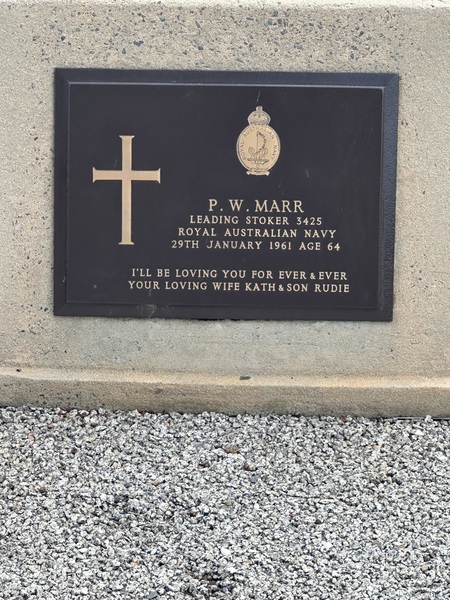 P. W. MARR
LEADING STOKER 3425
ROYAL AUSTRALIAN NAVY
29TH JANUARY 1961 AGE 64
I'LL BE LOVING YOU FOR EVER & EVER
YOUR LOVING WIFE KATH & SON RUDIE